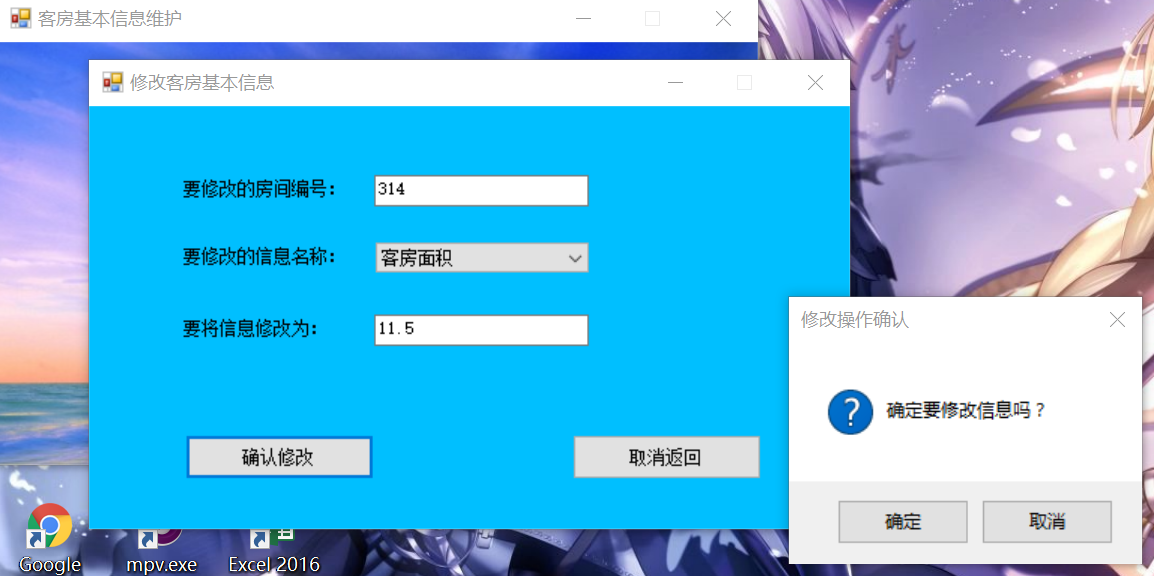 客房基本信息维护
修改客房基本信息
要修改的房间编号：
314
要修改的信息名称：
客房面积
要将信息修改为：
11.5
确认修改
取消返回
修改操作确认
?
确定要修改信息吗？
确定
取消
Google
mpv.exe
Excel 2016